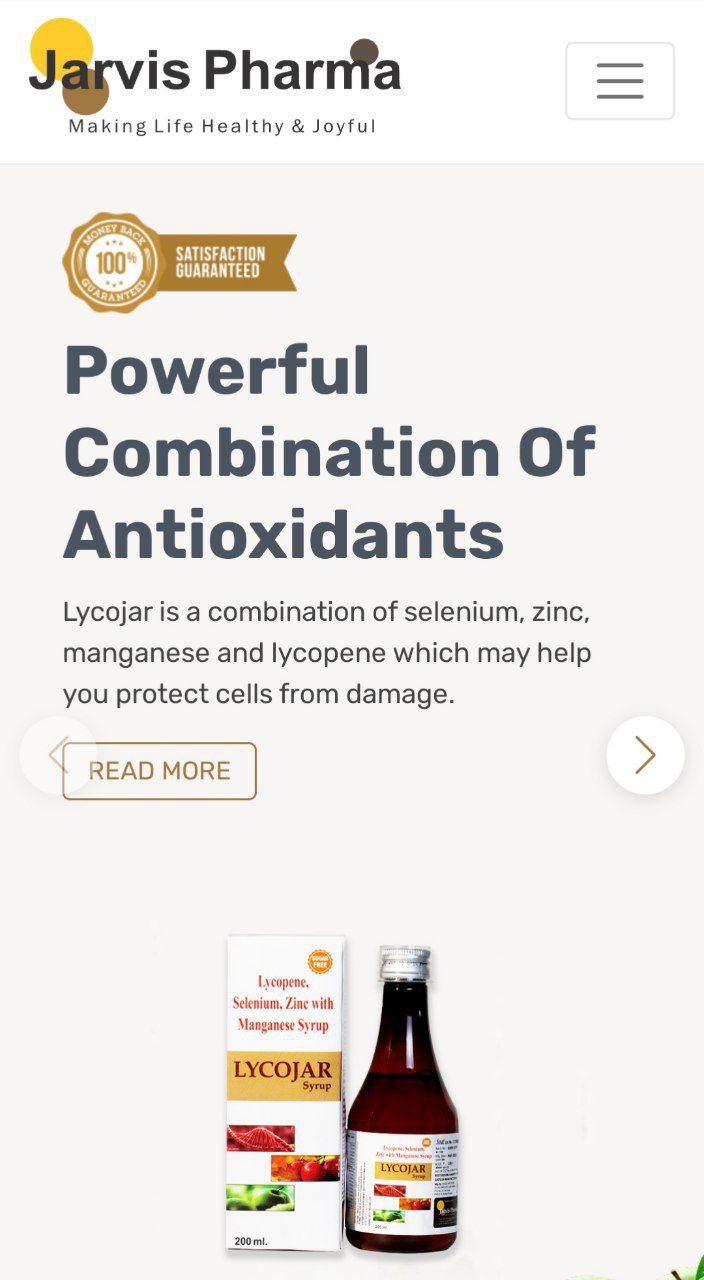 Jarvis Pharma
Making Life Healthy & Joyful
MONEY BACK
100%
GUARANTEED
SATISFACTION
GUARANTEED
Powerful
Combination Of
Antioxidants
Lycojar is a combination of selenium, zinc,
manganese and lycopene which may help
you protect cells from damage.
READ MORE
SUGAR
FREE
Lycopene,
Selenium, Zinc with
Manganese Syrup
LYCOJAR
Syrup
200 ml.
Lycopene, Selenium,
Zinc with Manganese Syrup
LYCOJAR
Syrup
Jarvis Pharma